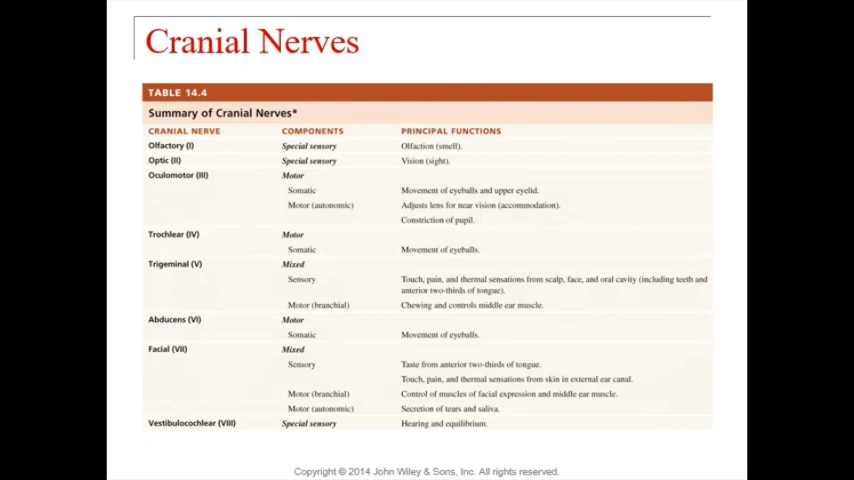 Cranial Nerves
TABLE 14.4
Summary of Cranial Nerves*
CRANIAL NERVE COMPONENTS PRINCIPAL FUNCTIONS
Olfactory (I) Special sensory Olfaction (smell).
Optic (II) Special sensory Vision (sight).
Oculomotor (III) Motor
Somatic Movement of eyeballs and upper eyelid.
Motor (autonomic) Adjusts lens for near vision (accommodation).
Constriction of pupil.
Trochlear (IV) Motor
Somatic Movement of eyeballs.
Trigeminal (V) Mixed
Sensory Touch, pain, and thermal sensations from scalp, face, and oral cavity (including teeth and
anterior two-thirds of tongue).
Motor (branchial) Chewing and controls middle ear muscle.
Abducens (VI) Motor
Somatic Movement of eyeballs.
Facial (VII) Mixed
Sensory Taste from anterior two-thirds of tongue.
Touch, pain, and thermal sensations from skin in external ear canal.
Motor (branchial) Control of muscles of facial expression and middle ear muscle.
Motor (autonomic) Secretion of tears and saliva.
Vestibulocochlear (VIII) Special sensory Hearing and equilibrium.
Copyright © 2014 John Wiley & Sons, Inc. All rights reserved.